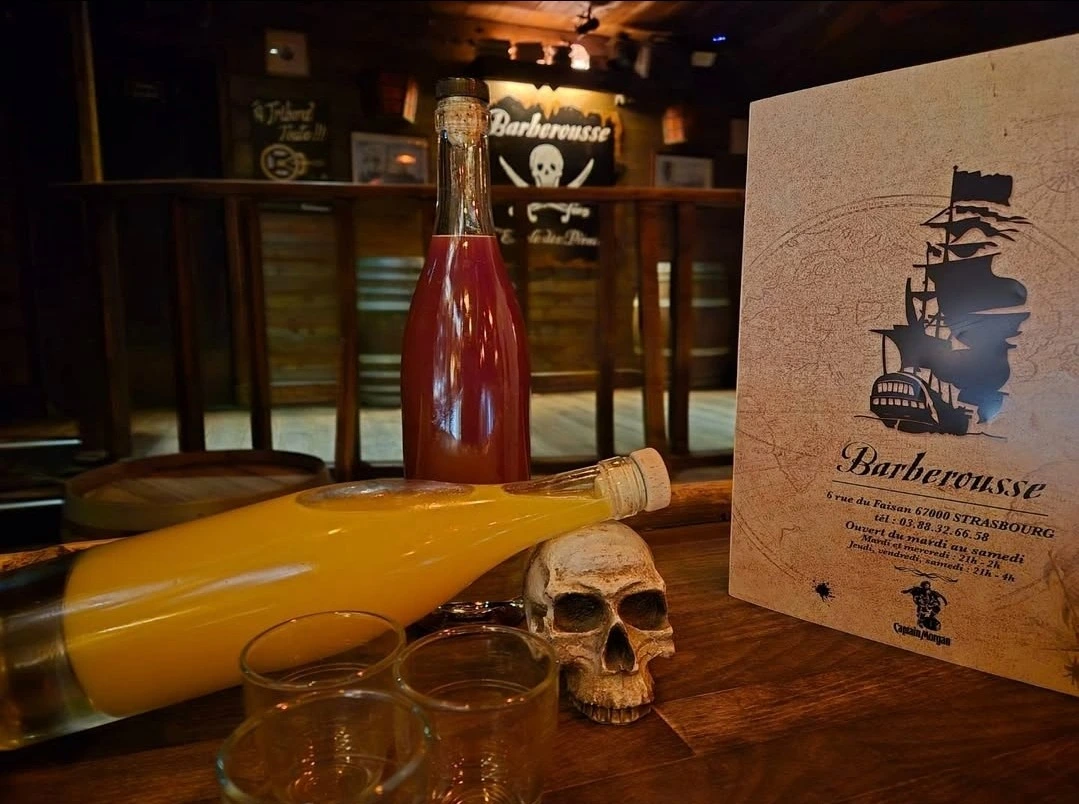 Barberousse
Barberousse
6 rue du Faisan 67000 STRASBOURG
tél : 03.88.32.66.58
Ouvert du mardi au samedi
Mardi et mercredi : 21h - 2h
Jeudi, vendredi, samedi : 21h - 4h
Captain Morgan